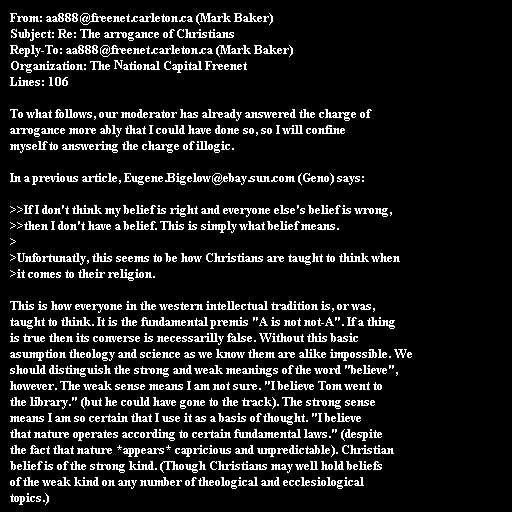 From: aa888@freenet.carleton.ca (Mark Baker)
Subject: Re: The arrogance of Christians
Reply-To: aa888@freenet.carleton.ca (Mark Baker)
Organization: The National Capital Freenet
Lines: 106

To what follows, our moderator has already answered the charge of
arrogance more ably that I could have done so, so I will confine
myself to answering the charge of illogic.

In a previous article, Eugene.Bigelow@ebay.sun.com (Geno) says:

>>If I don't think my belief is right and everyone else's belief is wrong,
>>then I don't have a belief. This is simply what belief means.
>
>Unfortunatly, this seems to be how Christians are taught to think when
>it comes to their religion.

This is how everyone in the western intellectual tradition is, or was,
taught to think. It is the fundamental premis "A is not not-A". If a thing
is true then its converse is necessarilly false. Without this basic
asumption theology and science as we know them are alike impossible. We
should distinguish the strong and weak meanings of the word "believe",
however. The weak sense means I am not sure. "I believe Tom went to
the library." (but he could have gone to the track). The strong sense
means I am so certain that I use it as a basis of thought. "I believe
that nature operates according to certain fundamental laws." (despite
the fact that nature *appears* capricious and unpredictable). Christian
belief is of the strong kind. (Though Christians may well hold beliefs
of the weak kind on any number of theological and ecclesiological
topics.)